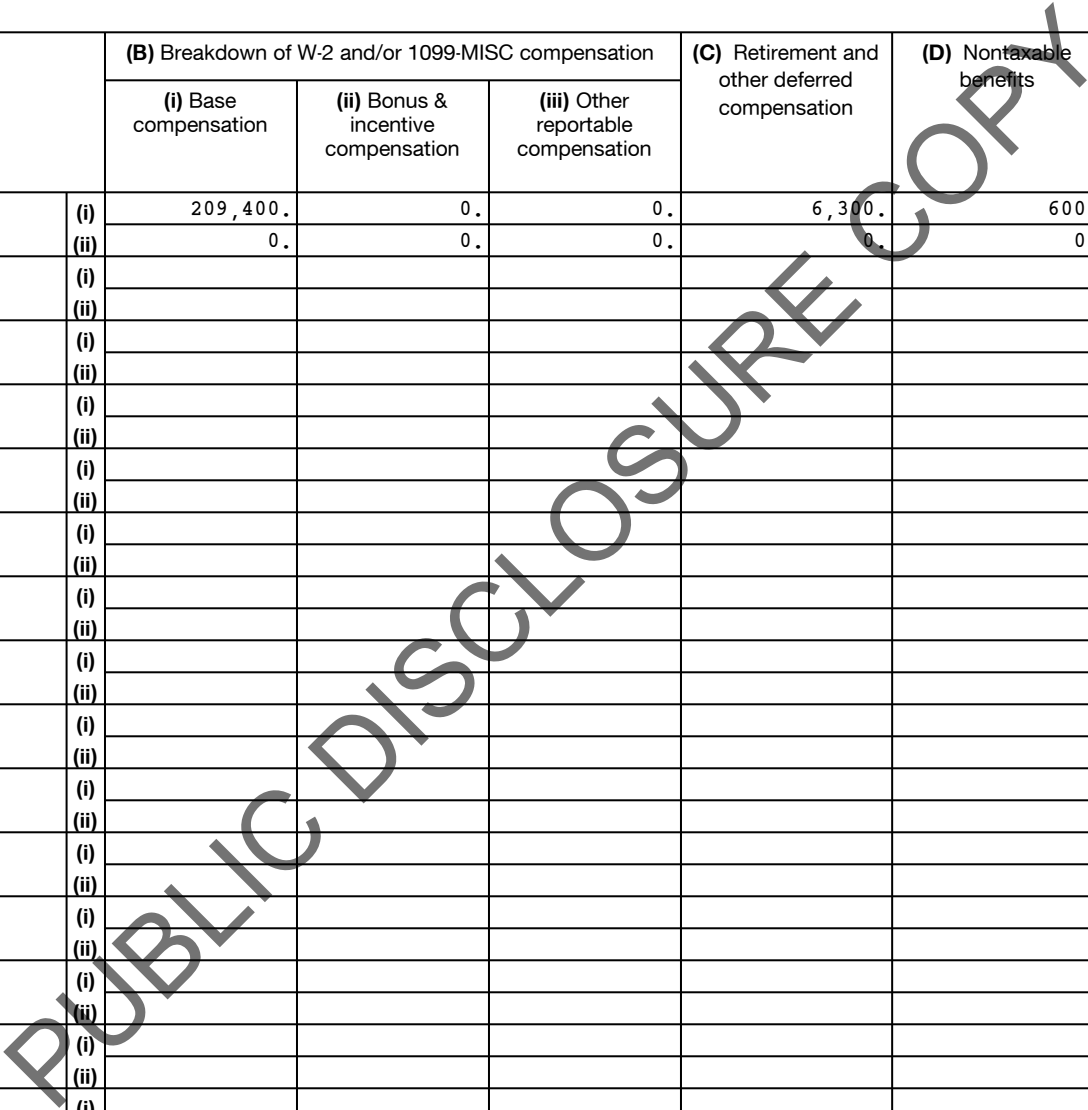 (B) Breakdown of W-2 and/or 1099-MISC compensation
(C) Retirement and
other deferred
compensation
(D) Nontaxable
benefits
(i) Base
compensation
(ii) Bonus &
incentive
compensation
(iii) Other
reportable
compensation
(i) 209,400. 0. 0. 6,300. 600
(ii) 0. 0. 0. 0. 0
(i)
(ii)
(i)
(ii)
(i)
(ii)
(i)
(ii)
(i)
(ii)
(i)
(ii)
(i)
(ii)
(i)
(ii)
(i)
(ii)
(i)
(ii)
(i)
(ii)
(i)
(ii)
(i)
(ii)
(i)
PUBLIC DISCLOSURE COPY